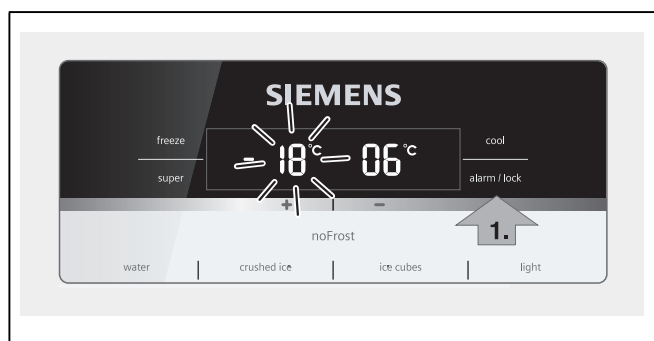 SIEMENS
freeze
super
-18°C 06°C
cool
alarm / lock
+ -
1.
noFrost
water crushed ice ice cubes light